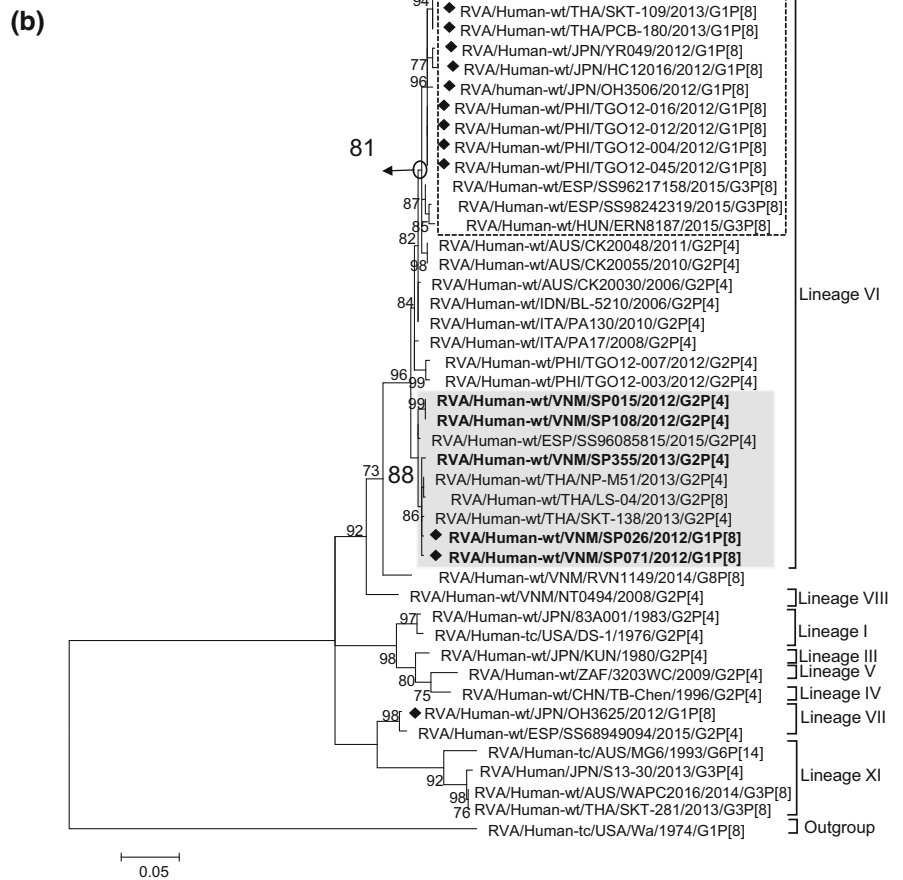 (b)
94
RVA/Human-wt/THA/SKT-109/2013/G1P[8]
RVA/Human-wt/THA/PCB-180/2013/G1P[8]
RVA/Human-wt/JPN/YR049/2012/G1P[8]
77
RVA/Human-wt/JPN/HC12016/2012/G1P[8]
96
RVA/human-wt/JPN/OH3506/2012/G1P[8]
RVA/Human-wt/PHI/TGO12-016/2012/G1P[8]
RVA/Human-wt/PHI/TGO12-012/2012/G1P[8]
RVA/Human-wt/PHI/TGO12-004/2012/G1P[8]
81
RVA/Human-wt/PHI/TGO12-045/2012/G1P[8]
RVA/Human-wt/ESP/SS96217158/2015/G3P[8]
87
RVA/Human-wt/ESP/SS98242319/2015/G3P[8]
85
RVA/Human-wt/HUN/ERN8187/2015/G3P[8]
82
RVA/Human-wt/AUS/CK20048/2011/G2P[4]
98
RVA/Human-wt/AUS/CK20055/2010/G2P[4]
RVA/Human-wt/AUS/CK20030/2006/G2P[4]
Lineage VI
84
RVA/Human-wt/IDN/BL-5210/2006/G2P[4]
RVA/Human-wt/ITA/PA130/2010/G2P[4]
RVA/Human-wt/ITA/PA17/2008/G2P[4]
RVA/Human-wt/PHI/TGO12-007/2012/G2P[4]
96
99
RVA/Human-wt/PHI/TGO12-003/2012/G2P[4]
99
RVA/Human-wt/VNM/SP015/2012/G2P[4]
RVA/Human-wt/VNM/SP108/2012/G2P[4]
RVA/Human-wt/ESP/SS96085815/2015/G2P[4]
RVA/Human-wt/VNM/SP355/2013/G2P[4]
73
88
RVA/Human-wt/THA/NP-M51/2013/G2P[4]
RVA/Human-wt/THA/LS-04/2013/G2P[8]
86
RVA/Human-wt/THA/SKT-138/2013/G2P[4]
92
RVA/Human-wt/VNM/SP026/2012/G1P[8]
RVA/Human-wt/VNM/SP071/2012/G1P[8]
RVA/Human-wt/VNM/RVN1149/2014/G8P[8]
RVA/Human-wt/VNM/NT0494/2008/G2P[4]
Lineage VIII
97
RVA/Human-wt/JPN/83A001/1983/G2P[4]
Lineage I
RVA/Human-tc/USA/DS-1/1976/G2P[4]
98
RVA/Human-wt/JPN/KUN/1980/G2P[4]
Lineage III
80
RVA/Human-wt/ZAF/3203WC/2009/G2P[4]
Lineage V
75
RVA/Human-wt/CHN/TB-Chen/1996/G2P[4]
Lineage IV
98
RVA/Human-wt/JPN/OH3625/2012/G1P[8]
Lineage VII
RVA/Human-wt/ESP/SS68949094/2015/G2P[4]
RVA/Human-tc/AUS/MG6/1993/G6P[14]
92
RVA/Human/JPN/S13-30/2013/G3P[4]
Lineage XI
98
RVA/Human-wt/AUS/WAPC2016/2014/G3P[8]
76
RVA/Human-wt/THA/SKT-281/2013/G3P[8]
RVA/Human-tc/USA/Wa/1974/G1P[8]
Outgroup
0.05